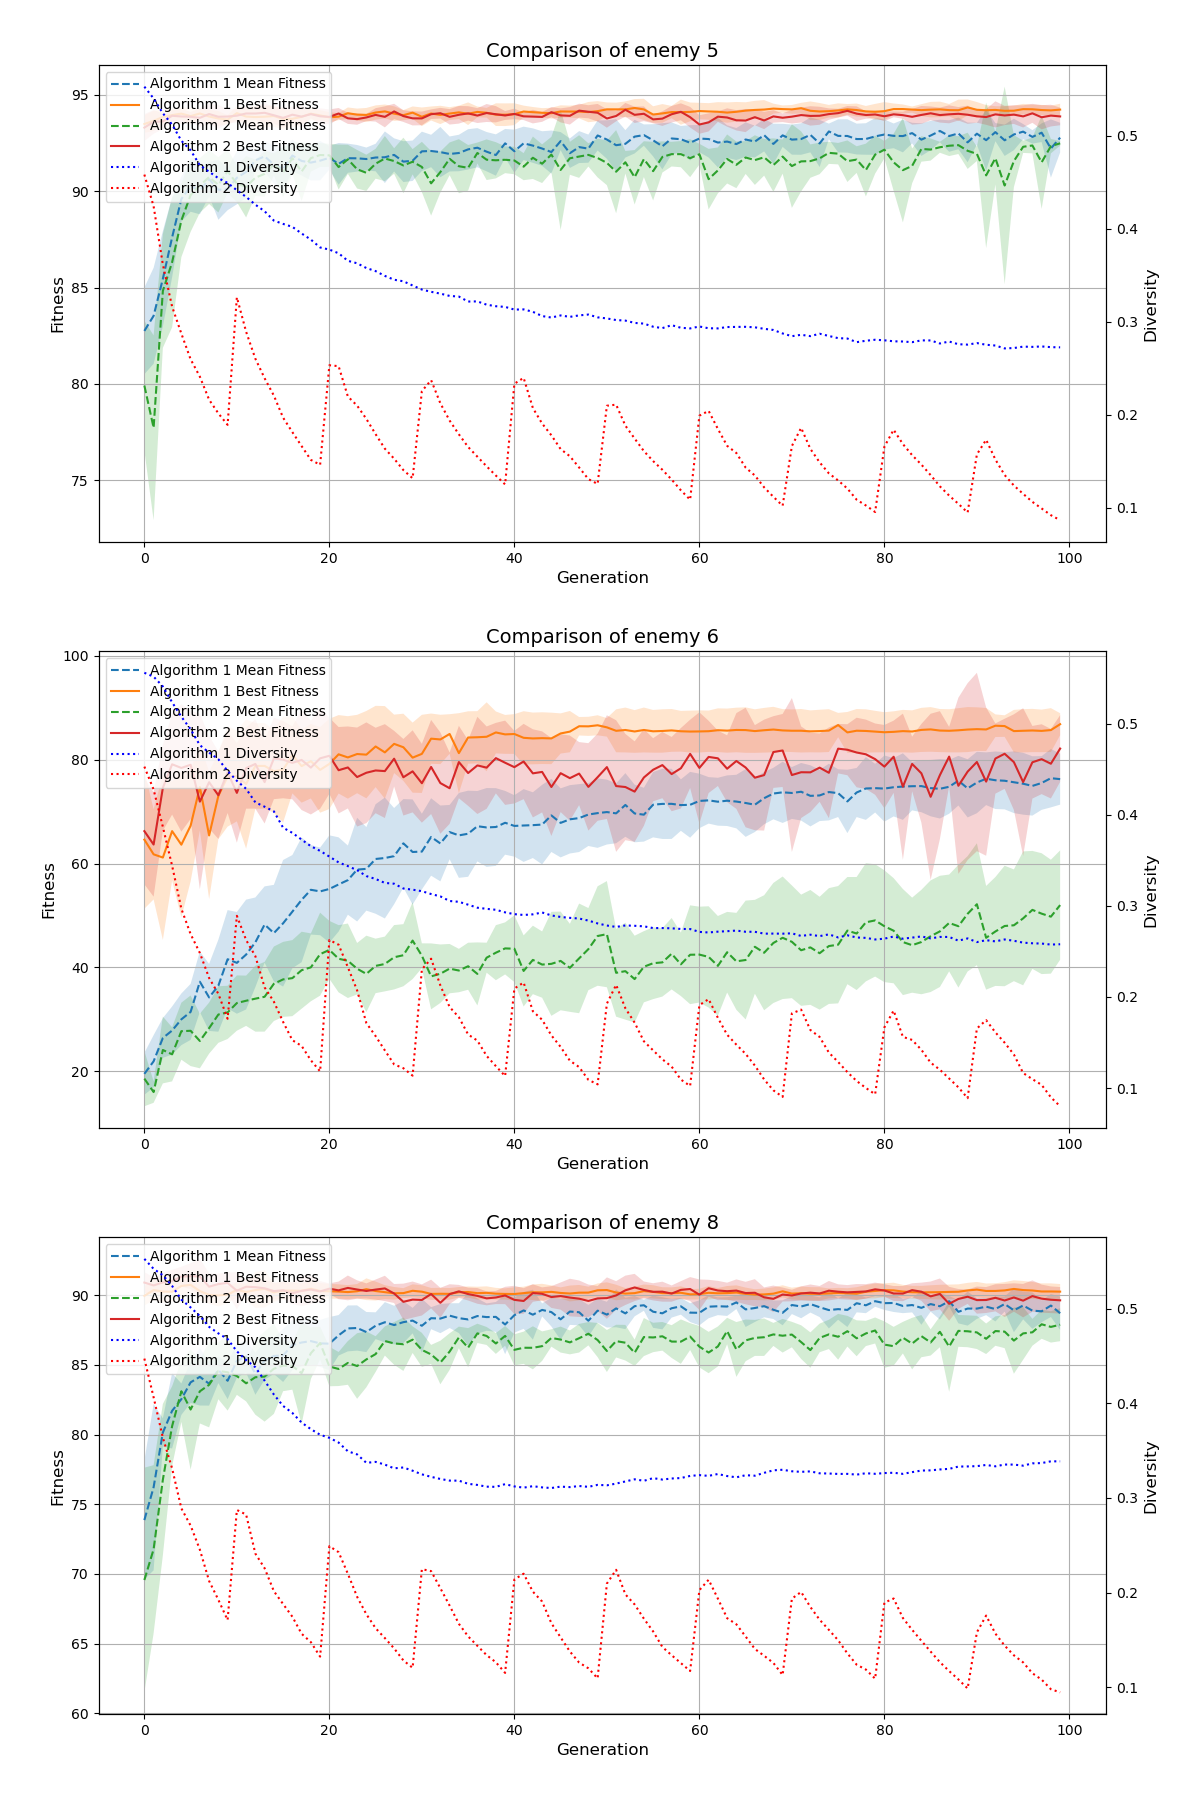 Comparison of enemy 5
Algorithm 1 Mean Fitness
Algorithm 1 Best Fitness
Algorithm 2 Mean Fitness
Algorithm 2 Best Fitness
Algorithm 1 Diversity
Algorithm 2 Diversity
95
90
85
80
75
Fitness
0.5
0.4
0.3
0.2
0.1
Diversity
0 20 40 60 80 100
Generation
Comparison of enemy 6
Algorithm 1 Mean Fitness
Algorithm 1 Best Fitness
Algorithm 2 Mean Fitness
Algorithm 2 Best Fitness
Algorithm 1 Diversity
Algorithm 2 Diversity
100
80
60
40
20
Fitness
0.5
0.4
0.3
0.2
0.1
Diversity
0 20 40 60 80 100
Generation
Comparison of enemy 8
Algorithm 1 Mean Fitness
Algorithm 1 Best Fitness
Algorithm 2 Mean Fitness
Algorithm 2 Best Fitness
Algorithm 1 Diversity
Algorithm 2 Diversity
90
85
80
75
70
65
60
Fitness
0.5
0.4
0.3
0.2
0.1
Diversity
0 20 40 60 80 100
Generation